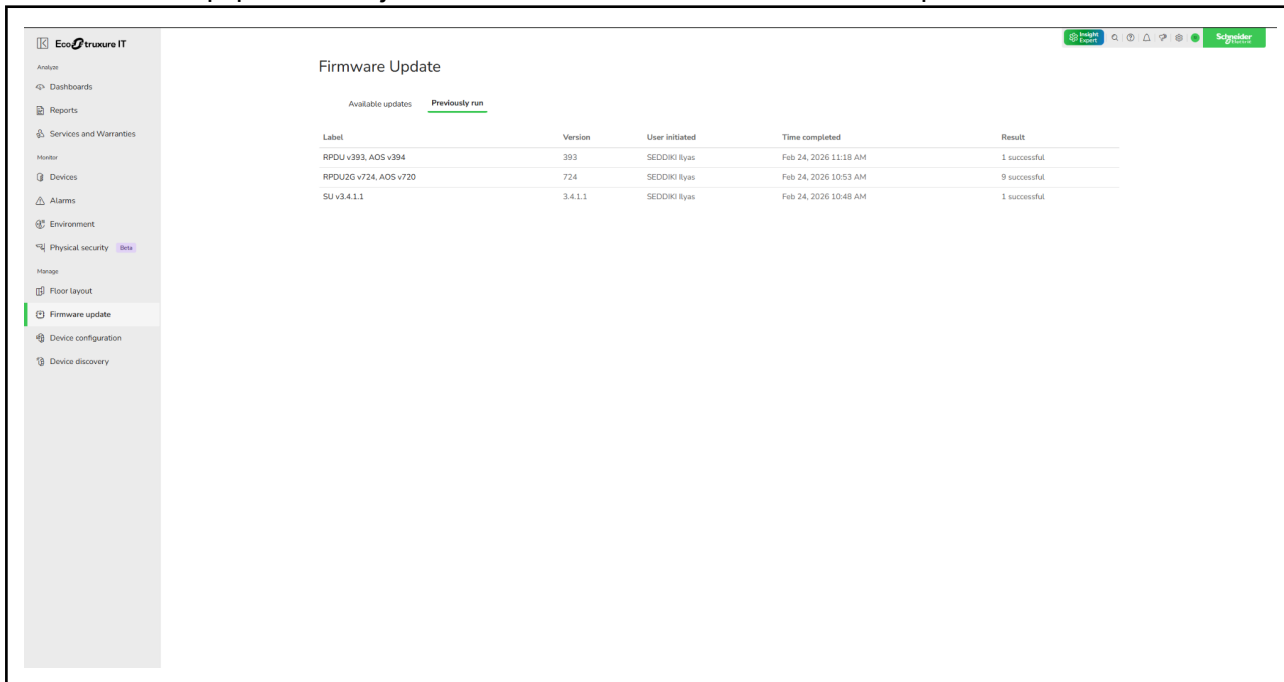 EcoStruxure IT
Insight Expert
Schneider Electric
Analyze
Dashboards
Reports
Services and Warranties
Monitor
Devices
Alarms
Environment
Physical security Beta
Manage
Floor layout
Firmware update
Device configuration
Device discovery
Firmware Update
Available updates Previously run
Label Version User initiated Time completed Result
RPDU v393, AOS v394 393 SEDDIKI Ilyas Feb 24, 2026 11:18 AM 1 successful
RPDU2G v724, AOS v720 724 SEDDIKI Ilyas Feb 24, 2026 10:53 AM 9 successful
SU v3.4.1.1 3.4.1.1 SEDDIKI Ilyas Feb 24, 2026 10:48 AM 1 successful